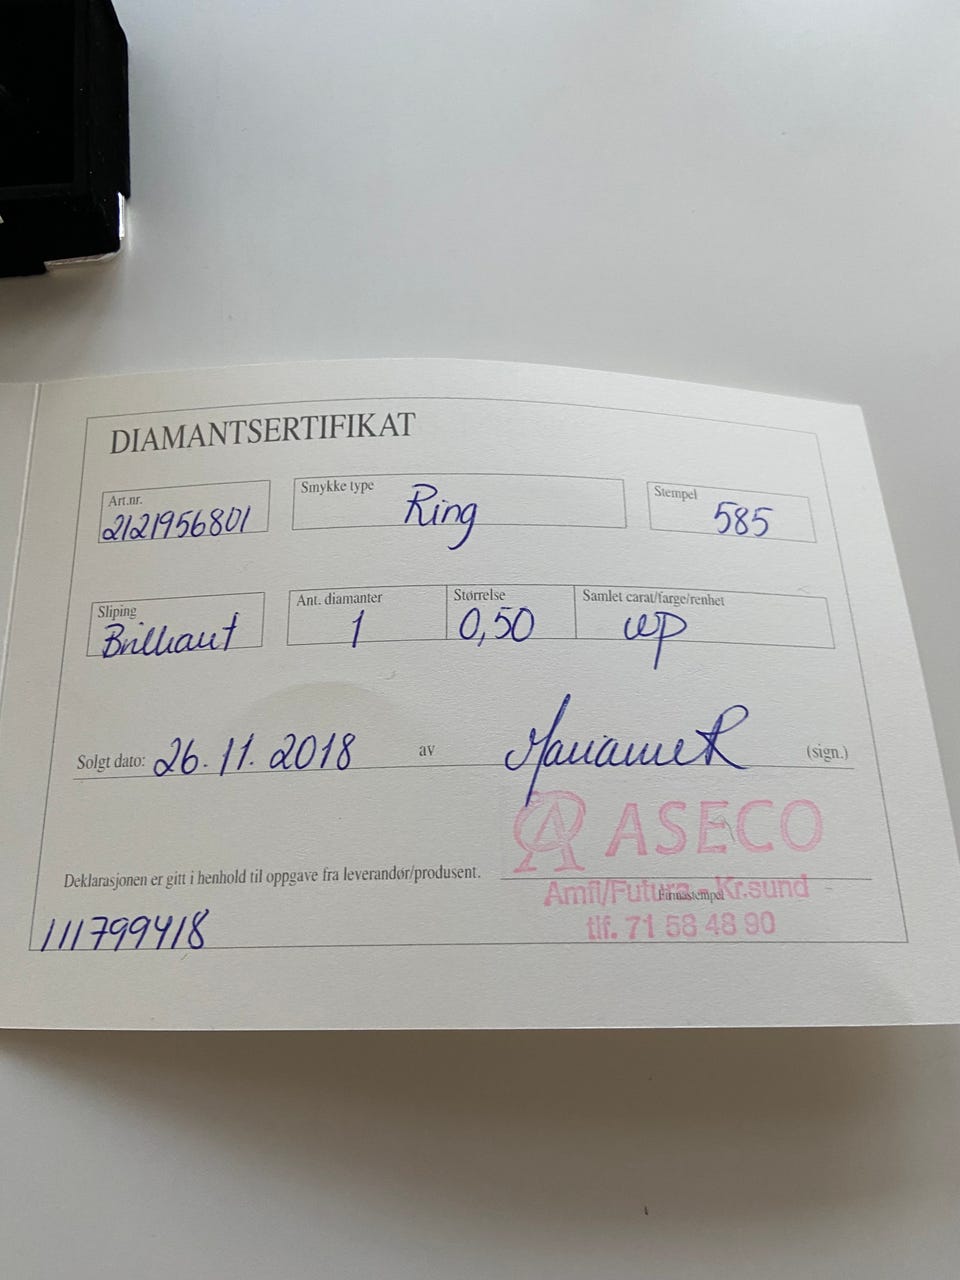 DIAMANTSERTIFIKAT
Art.nr. Smykke type Stempel
2121956801 Ring 585
Sliping Ant. diamanter Størrelse Samlet carat/farge/renhet
Brilliant 1 0,50 wp
Solgt dato: 26.11.2018 av Marianne R (sign.)
ASECO
Deklarasjonen er gitt i henhold til oppgave fra leverandør/produsent.
Amfi/Futura - Kr.sund
Firmastempel
tlf. 71 58 48 90
111799418